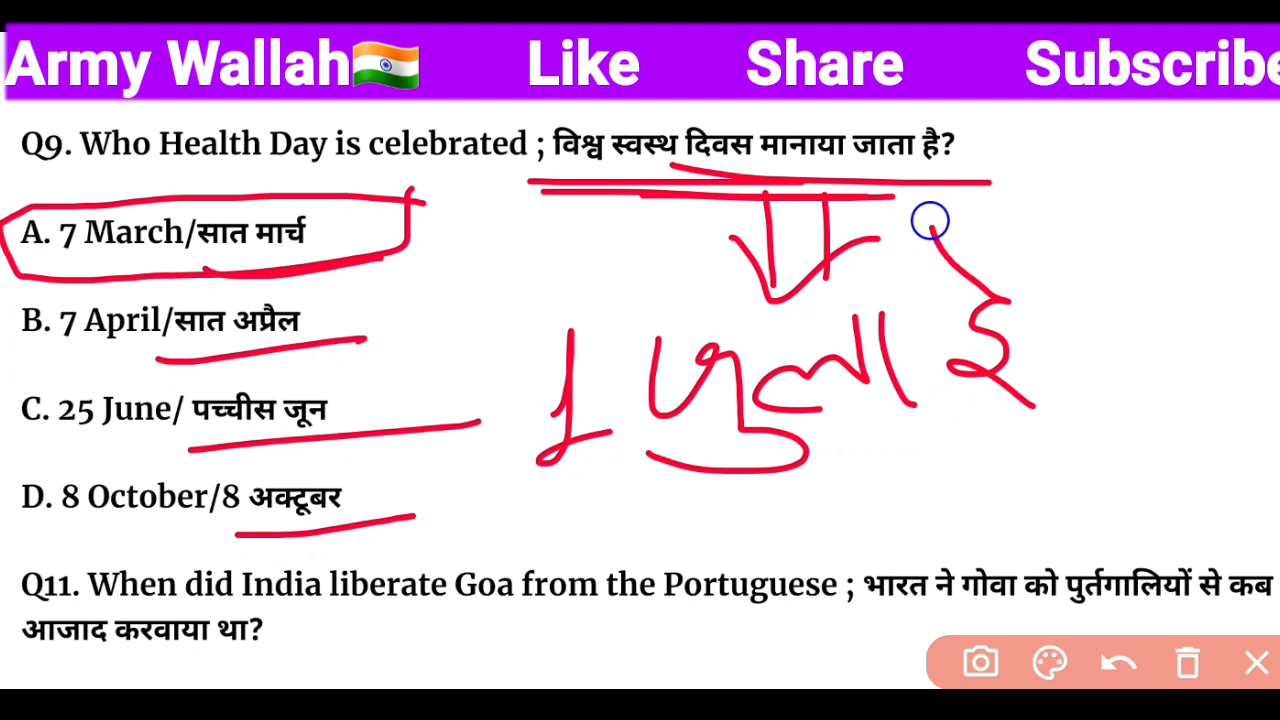 Army Wallah🇮🇳 Like Share Subscribe
Q9. Who Health Day is celebrated ; विश्व स्वस्थ दिवस मानाया जाता है?
A. 7 March/सात मार्च
B. 7 April/सात अप्रैल
1 जुलाई
C. 25 June/ पच्चीस जून
D. 8 October/8 अक्टूबर
Q11. When did India liberate Goa from the Portuguese ; भारत ने गोवा को पुर्तगालियों से कब
आजाद करवाया था?